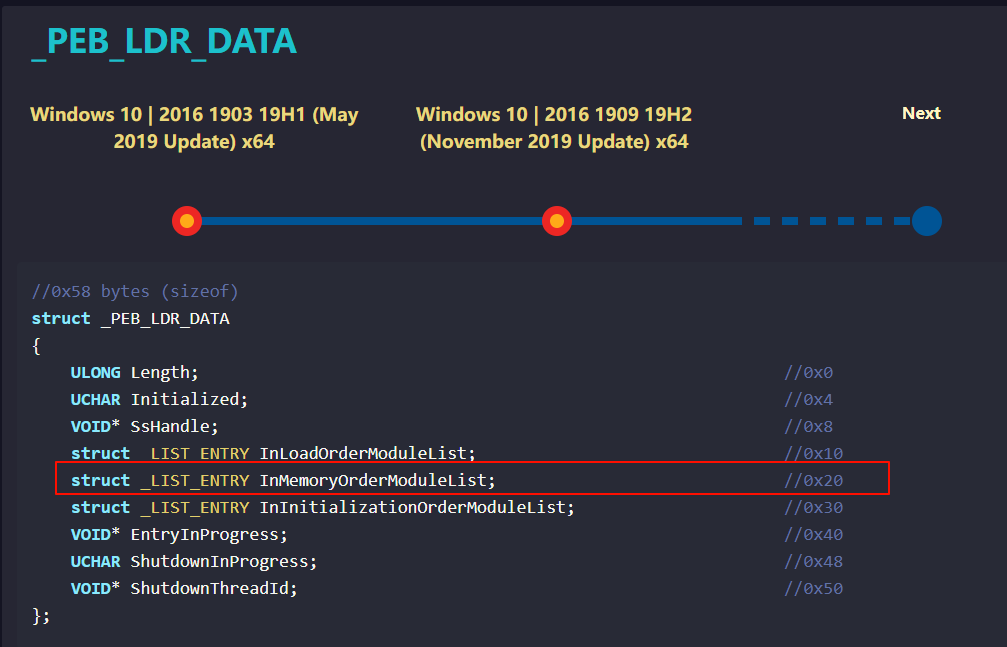 _PEB_LDR_DATA
Windows 10 | 2016 1903 19H1 (May
2019 Update) x64
Windows 10 | 2016 1909 19H2
(November 2019 Update) x64
Next
//0x58 bytes (sizeof)
struct _PEB_LDR_DATA
{
    ULONG Length;                                                           //0x0
    UCHAR Initialized;                                                      //0x4
    VOID* SsHandle;                                                         //0x8
    struct _LIST_ENTRY InLoadOrderModuleList;                               //0x10
    struct _LIST_ENTRY InMemoryOrderModuleList;                             //0x20
    struct _LIST_ENTRY InInitializationOrderModuleList;                     //0x30
    VOID* EntryInProgress;                                                  //0x40
    UCHAR ShutdownInProgress;                                               //0x48
    VOID* ShutdownThreadId;                                                 //0x50
};